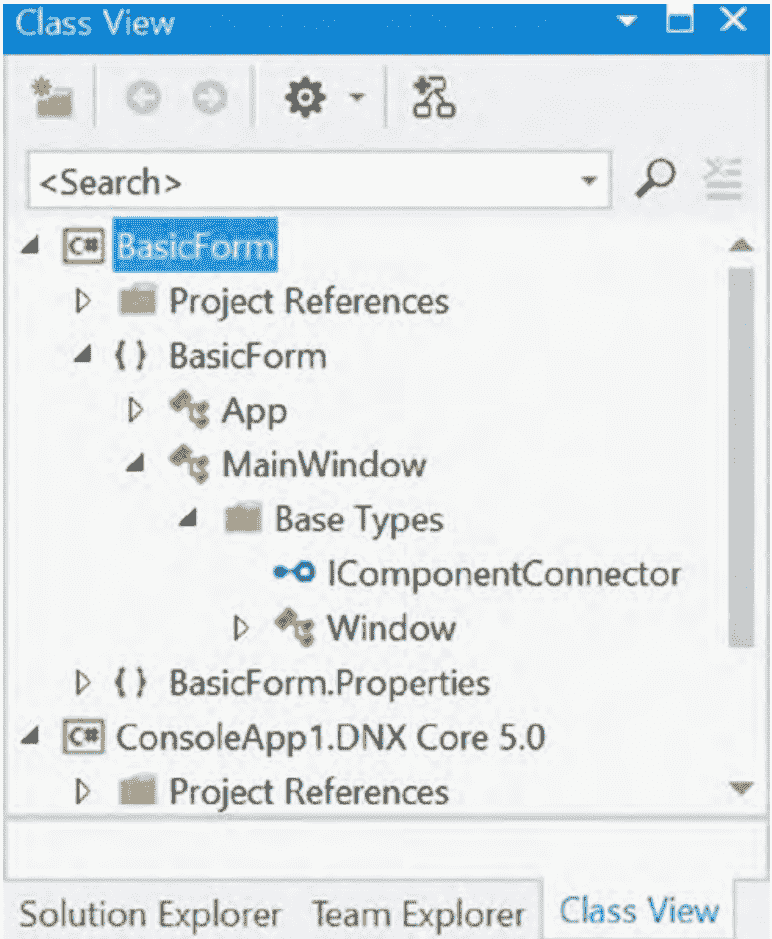 Class View
<Search>
C# BasicForm
Project References
{ } BasicForm
App
MainWindow
Base Types
IComponentConnector
Window
{ } BasicForm.Properties
C# ConsoleApp1.DNX Core 5.0
Project References
Solution Explorer Team Explorer Class View